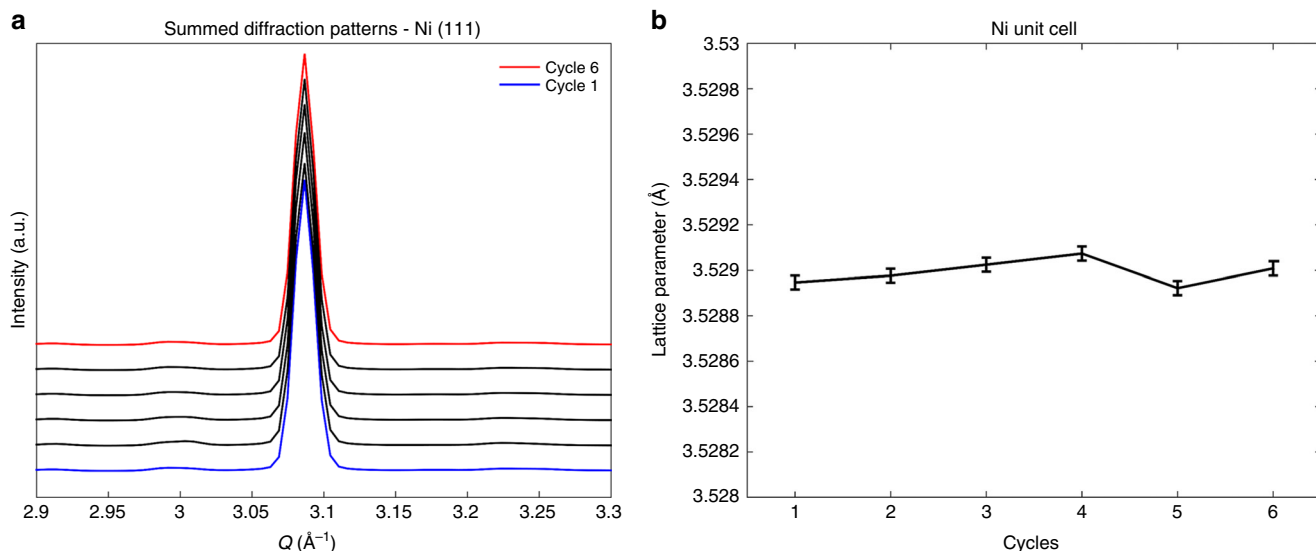 a
Summed diffraction patterns - Ni (111)
Cycle 6
Cycle 1
Intensity (a.u.)
2.9 2.95 3 3.05 3.1 3.15 3.2 3.25 3.3
Q (Å⁻¹)
b
Ni unit cell
3.53
3.5298
3.5296
3.5294
3.5292
3.529
3.5288
3.5286
3.5284
3.5282
3.528
Lattice parameter (Å)
1 2 3 4 5 6
Cycles